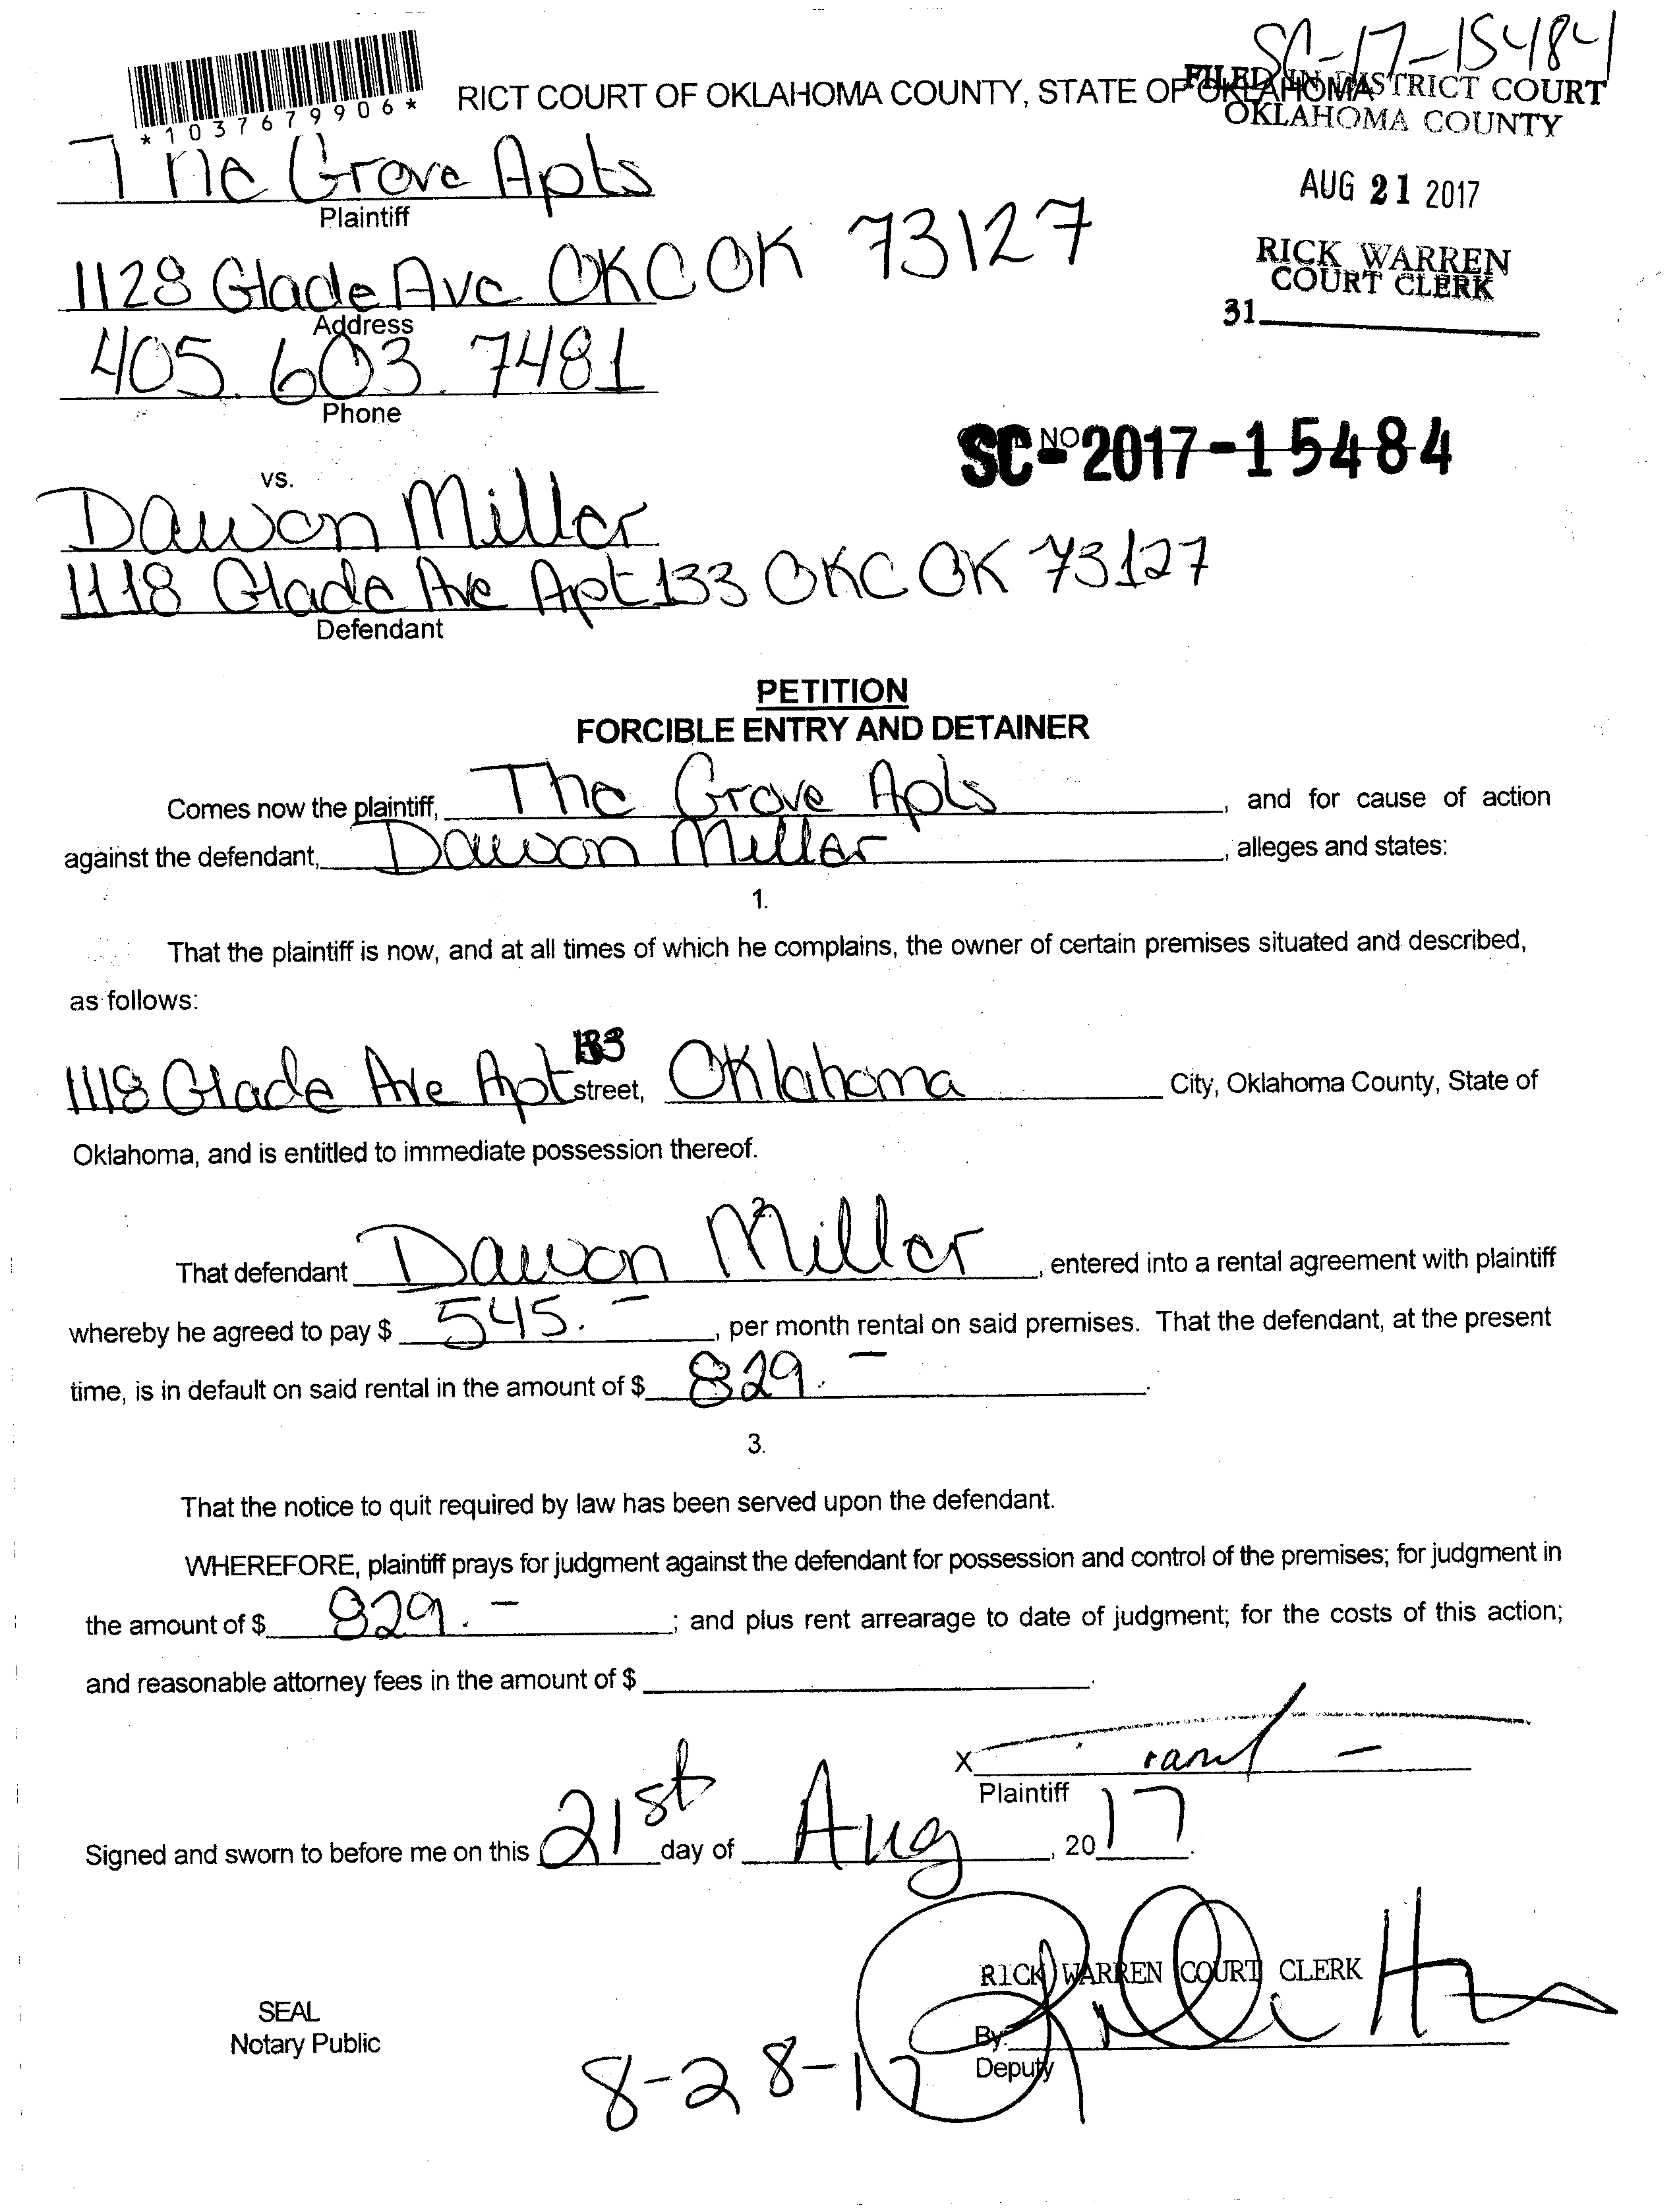 SC-17-15484
*1037679906*
RICT COURT OF OKLAHOMA COUNTY, STATE OF OKLAHOMA
FILED IN DISTRICT COURT
OKLAHOMA COUNTY
AUG 21 2017
RICK WARREN
COURT CLERK
31
The Grove Apts
Plaintiff
1128 Glade Ave OKC OK 73127
Address
405.603.7481
Phone
NO
SC-2017-15484
vs.
Dawon Miller
1118 Glade Ave Apt 133 OKC OK 73127
Defendant
PETITION
FORCIBLE ENTRY AND DETAINER
Comes now the plaintiff, The Grove Apts, and for cause of action
against the defendant, Dawon Miller, alleges and states:
1.
That the plaintiff is now, and at all times of which he complains, the owner of certain premises situated and described,
as follows:
1118 Glade Ave Apt 133 street, Oklahoma City, Oklahoma County, State of
Oklahoma, and is entitled to immediate possession thereof.
2.
That defendant Dawon Miller, entered into a rental agreement with plaintiff
whereby he agreed to pay $ 545.-, per month rental on said premises. That the defendant, at the present
time, is in default on said rental in the amount of $ 829.-.
3.
That the notice to quit required by law has been served upon the defendant.
WHEREFORE, plaintiff prays for judgment against the defendant for possession and control of the premises; for judgment in
the amount of $ 829.-; and plus rent arrearage to date of judgment; for the costs of this action;
and reasonable attorney fees in the amount of $ .
X
Plaintiff
Signed and sworn to before me on this 21st day of Aug, 2017.
RICK WARREN COURT CLERK
SEAL
Notary Public
By:
Deputy
8-28-17